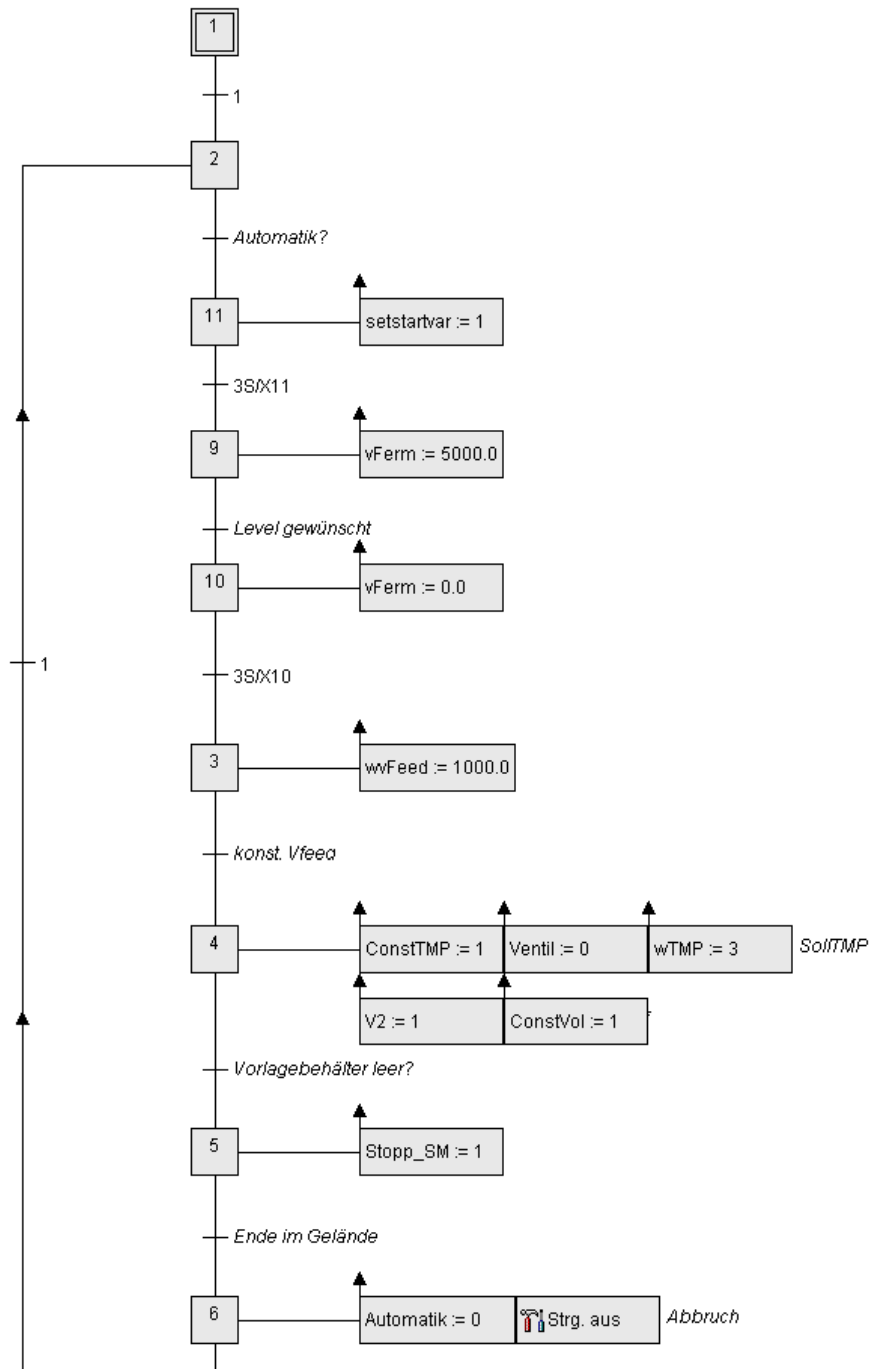 1
1
2
Automatik?
11
setstartvar := 1
3S/X11
9
vFerm := 5000.0
Level gewünscht
10
vFerm := 0.0
1
3S/X10
3
wvFeed := 1000.0
konst. Vfeed
4
ConstTMP := 1
Ventil := 0
wTMP := 3
SollTMP
V2 := 1
ConstVol := 1
Vorlagebehälter leer?
5
Stopp_SM := 1
Ende im Gelände
6
Automatik := 0
Strg. aus
Abbruch